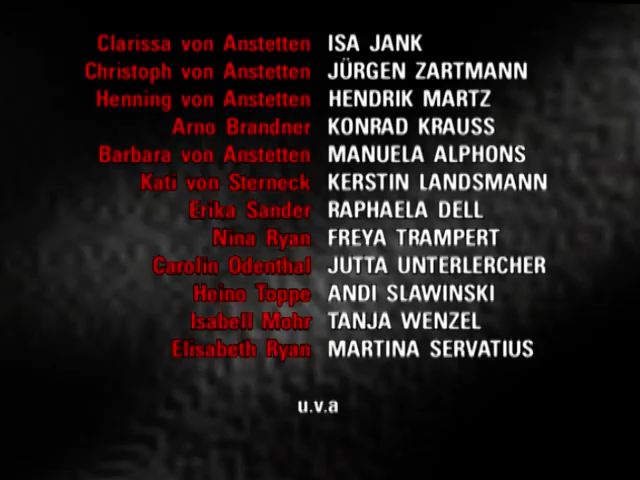 Clarissa von Anstetten ISA JANK
Christoph von Anstetten JÜRGEN ZARTMANN
Henning von Anstetten HENDRIK MARTZ
Arno Brandner KONRAD KRAUSS
Barbara von Anstetten MANUELA ALPHONS
Kati von Sterneck KERSTIN LANDSMANN
Erika Sander RAPHAELA DELL
Nina Ryan FREYA TRAMPERT
Carolin Odenthal JUTTA UNTERLERCHER
Heino Toppe ANDI SLAWINSKI
Isabell Mohr TANJA WENZEL
Elisabeth Ryan MARTINA SERVATIUS
u.v.a